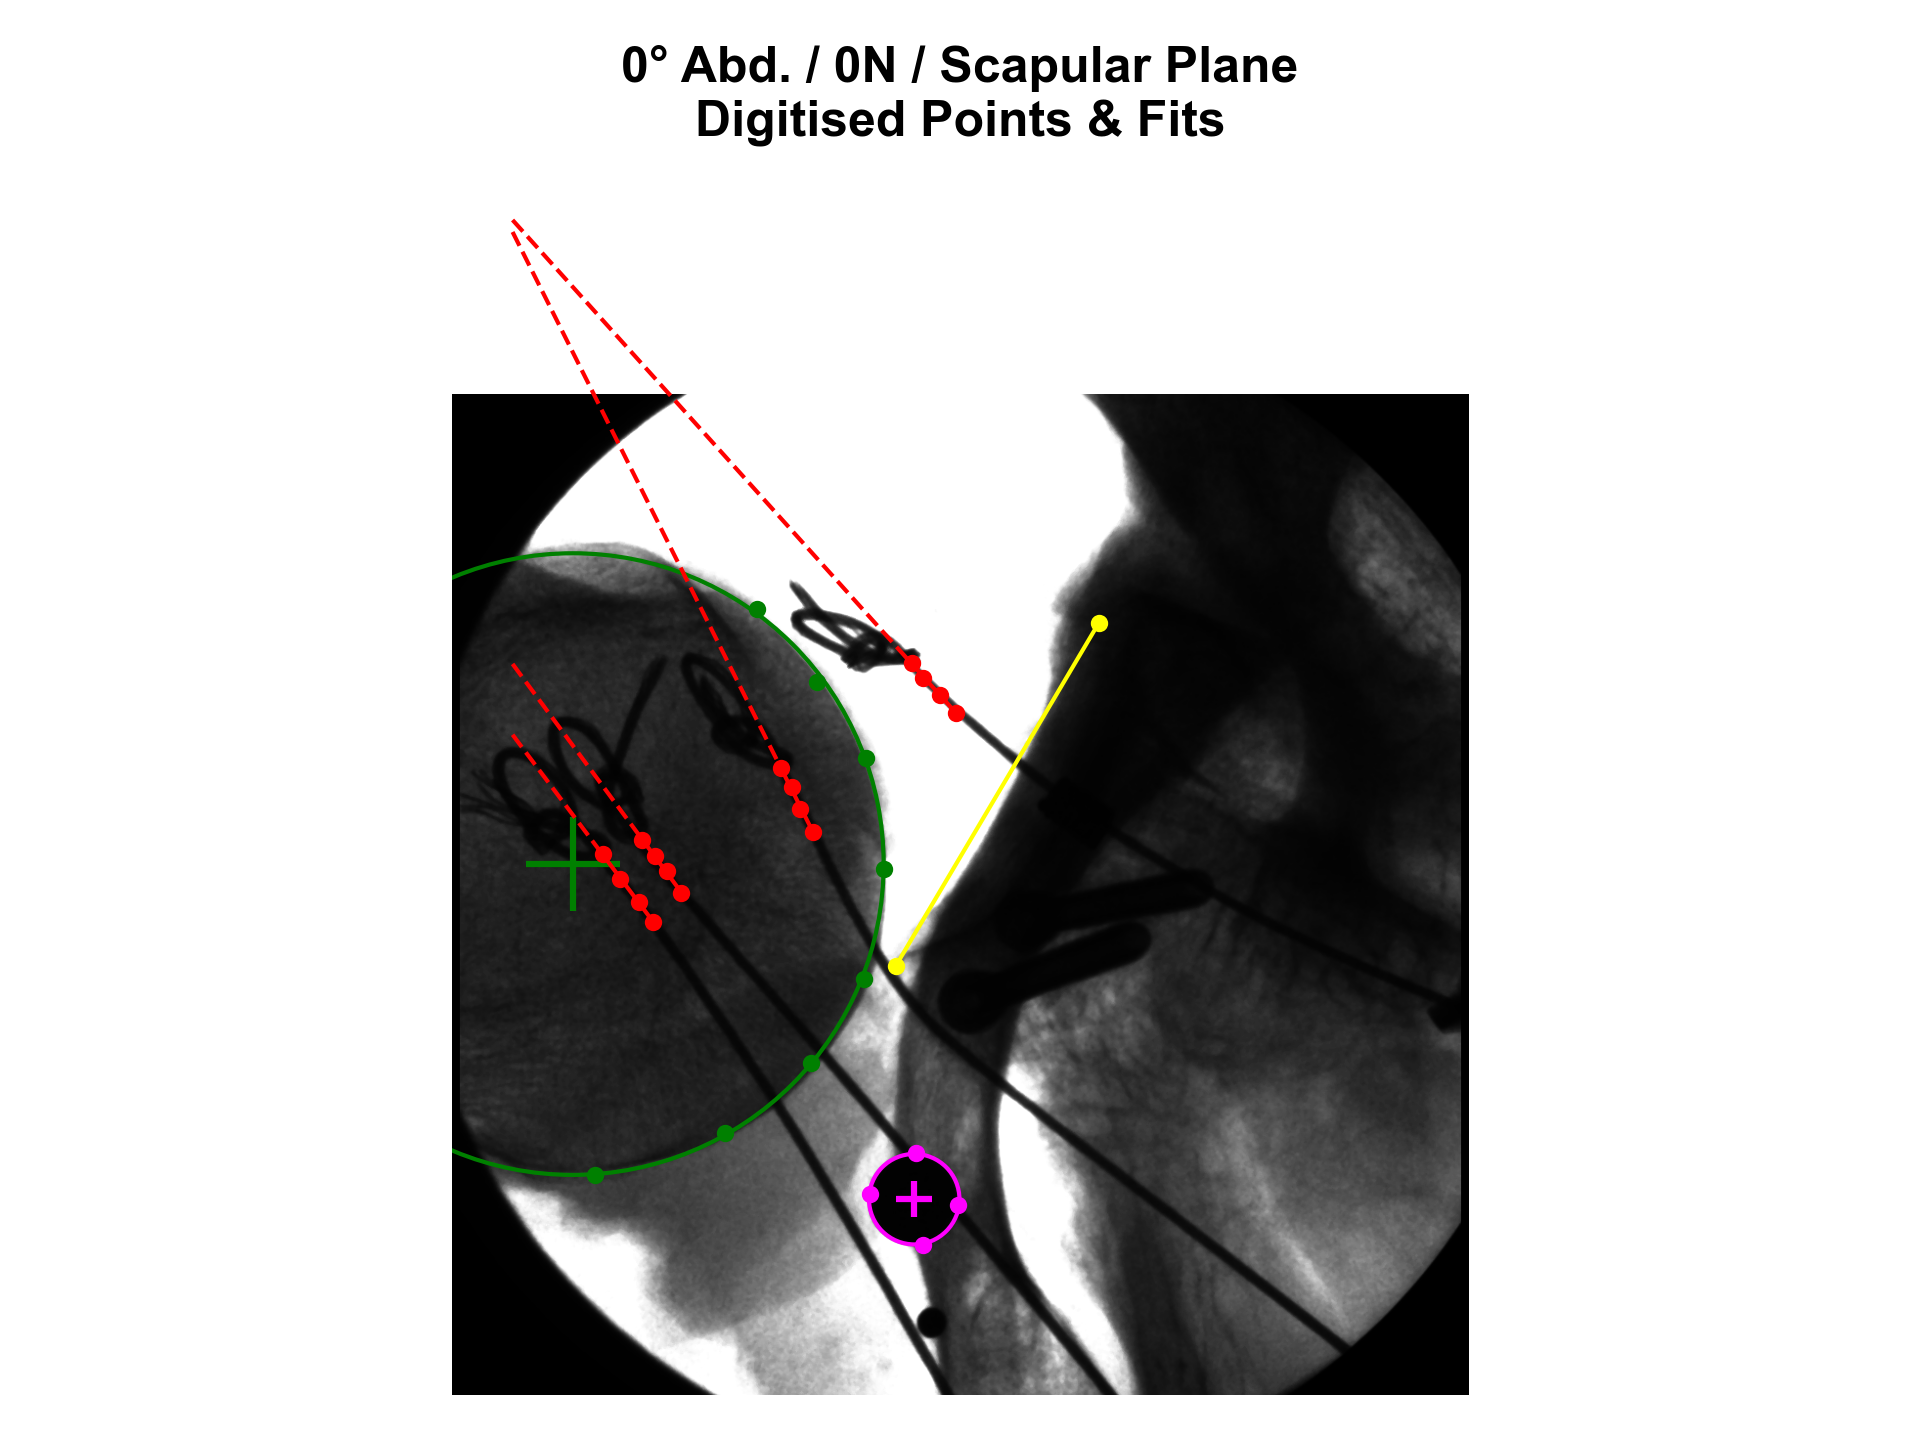 0° Abd. / 0N / Scapular Plane
Digitised Points & Fits